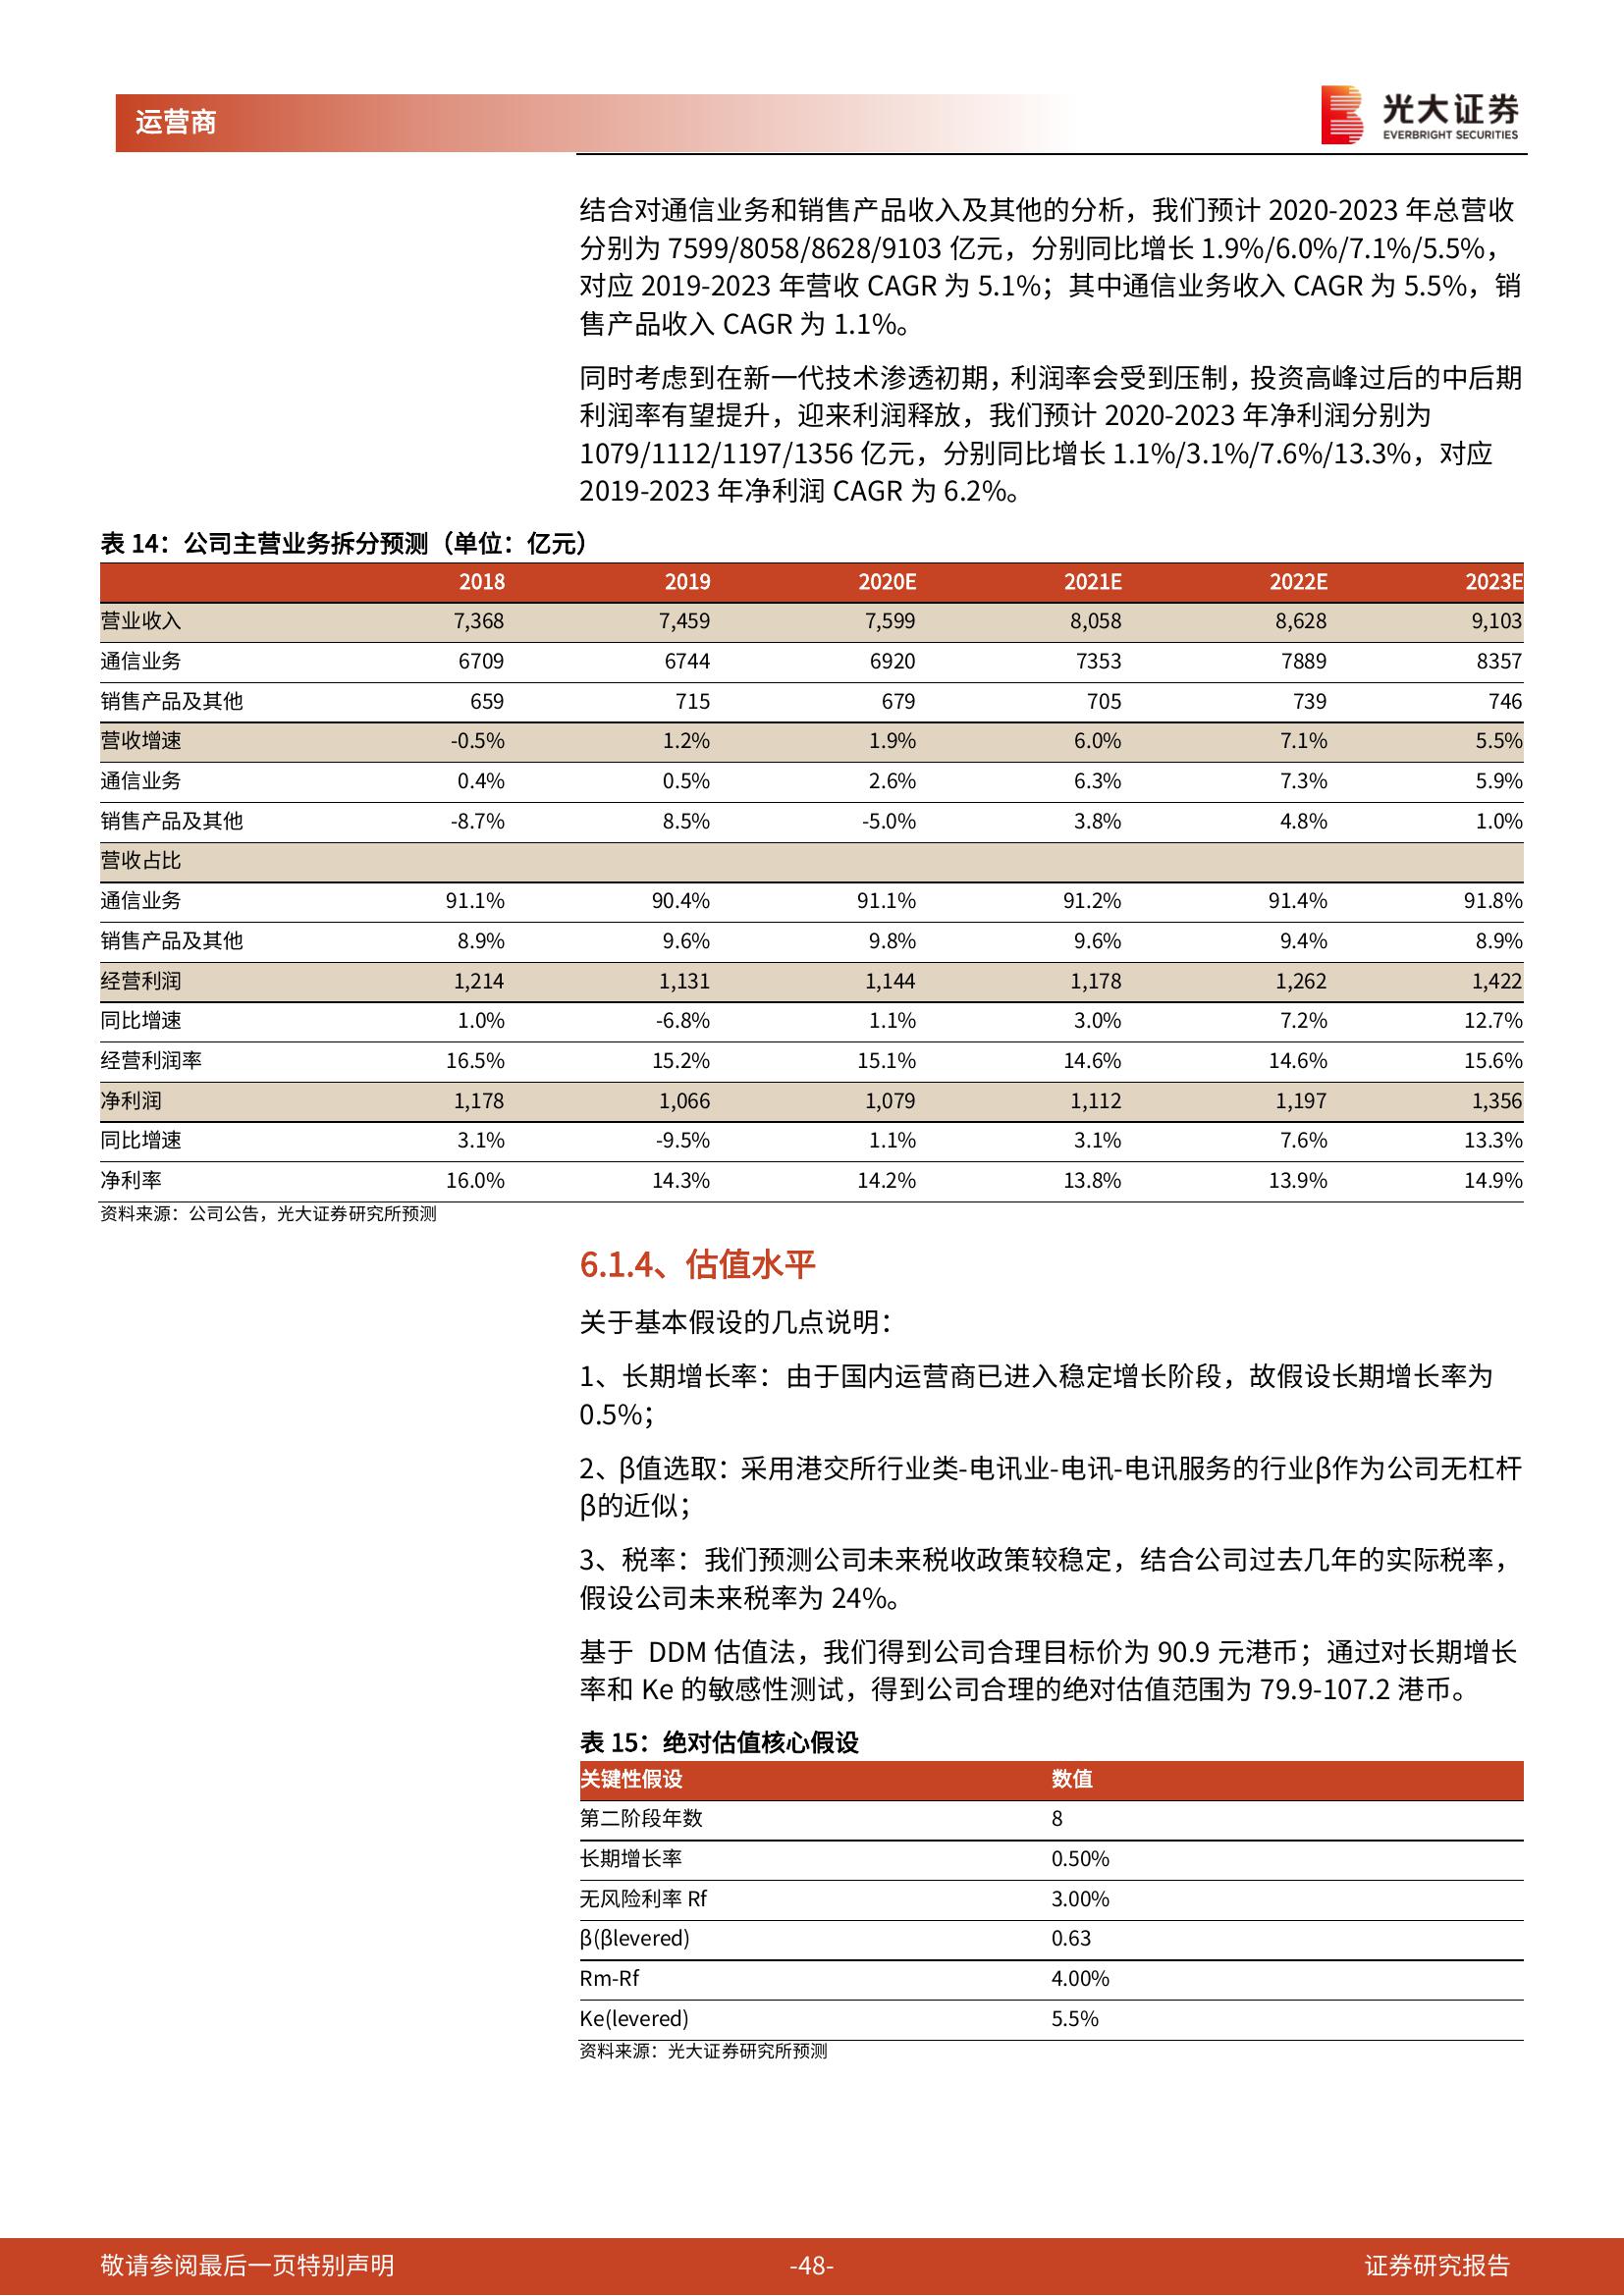 运营商
光大证券
EVERBRIGHT SECURITIES
结合对通信业务和销售产品收入及其他的分析，我们预计 2020-2023 年总营收
分别为 7599/8058/8628/9103 亿元，分别同比增长 1.9%/6.0%/7.1%/5.5%，
对应 2019-2023 年营收 CAGR 为 5.1%；其中通信业务收入 CAGR 为 5.5%，销
售产品收入 CAGR 为 1.1%。
同时考虑到在新一代技术渗透初期，利润率会受到压制，投资高峰过后的中后期
利润率有望提升，迎来利润释放，我们预计 2020-2023 年净利润分别为
1079/1112/1197/1356 亿元，分别同比增长 1.1%/3.1%/7.6%/13.3%，对应
2019-2023 年净利润 CAGR 为 6.2%。
表 14：公司主营业务拆分预测（单位：亿元）
2018 2019 2020E 2021E 2022E 2023E
营业收入 7,368 7,459 7,599 8,058 8,628 9,103
通信业务 6709 6744 6920 7353 7889 8357
销售产品及其他 659 715 679 705 739 746
营收增速 -0.5% 1.2% 1.9% 6.0% 7.1% 5.5%
通信业务 0.4% 0.5% 2.6% 6.3% 7.3% 5.9%
销售产品及其他 -8.7% 8.5% -5.0% 3.8% 4.8% 1.0%
营收占比
通信业务 91.1% 90.4% 91.1% 91.2% 91.4% 91.8%
销售产品及其他 8.9% 9.6% 9.8% 9.6% 9.4% 8.9%
经营利润 1,214 1,131 1,144 1,178 1,262 1,422
同比增速 1.0% -6.8% 1.1% 3.0% 7.2% 12.7%
经营利润率 16.5% 15.2% 15.1% 14.6% 14.6% 15.6%
净利润 1,178 1,066 1,079 1,112 1,197 1,356
同比增速 3.1% -9.5% 1.1% 3.1% 7.6% 13.3%
净利率 16.0% 14.3% 14.2% 13.8% 13.9% 14.9%
资料来源：公司公告，光大证券研究所预测
6.1.4、估值水平
关于基本假设的几点说明：
1、长期增长率：由于国内运营商已进入稳定增长阶段，故假设长期增长率为
0.5%；
2、β值选取：采用港交所行业类-电讯业-电讯-电讯服务的行业β作为公司无杠杆
β的近似；
3、税率：我们预测公司未来税收政策较稳定，结合公司过去几年的实际税率，
假设公司未来税率为 24%。
基于 DDM 估值法，我们得到公司合理目标价为 90.9 元港币；通过对长期增长
率和 Ke 的敏感性测试，得到公司合理的绝对估值范围为 79.9-107.2 港币。
表 15：绝对估值核心假设
关键性假设 数值
第二阶段年数 8
长期增长率 0.50%
无风险利率 Rf 3.00%
β(βlevered) 0.63
Rm-Rf 4.00%
Ke(levered) 5.5%
资料来源：光大证券研究所预测
敬请参阅最后一页特别声明 -48- 证券研究报告